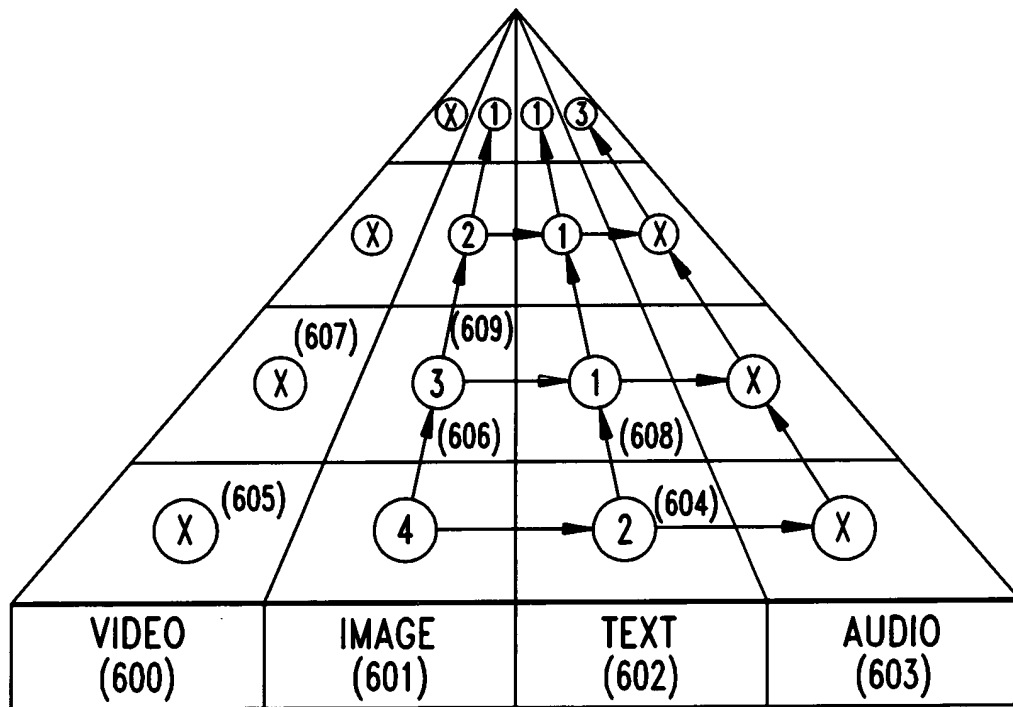 X 1 1 3
X 2 1 X
(607) (609)
X 3 1 X
(606) (608)
(605) (604)
X 4 2 X
VIDEO IMAGE TEXT AUDIO
(600) (601) (602) (603)